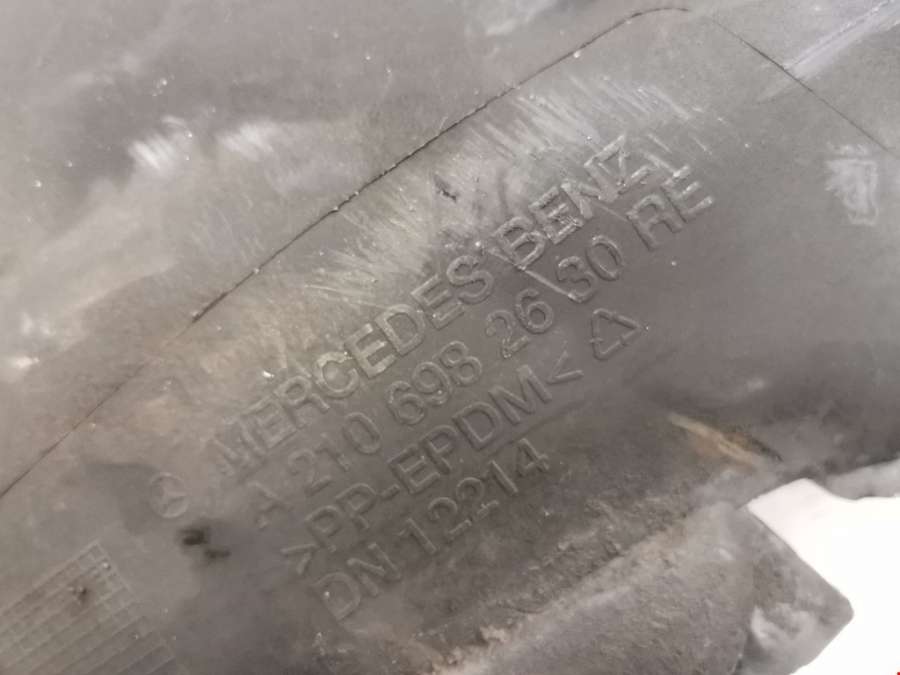 MERCEDES BENZ
A 210 698 26 30 RE
>PP-EPDM<
DN 12214